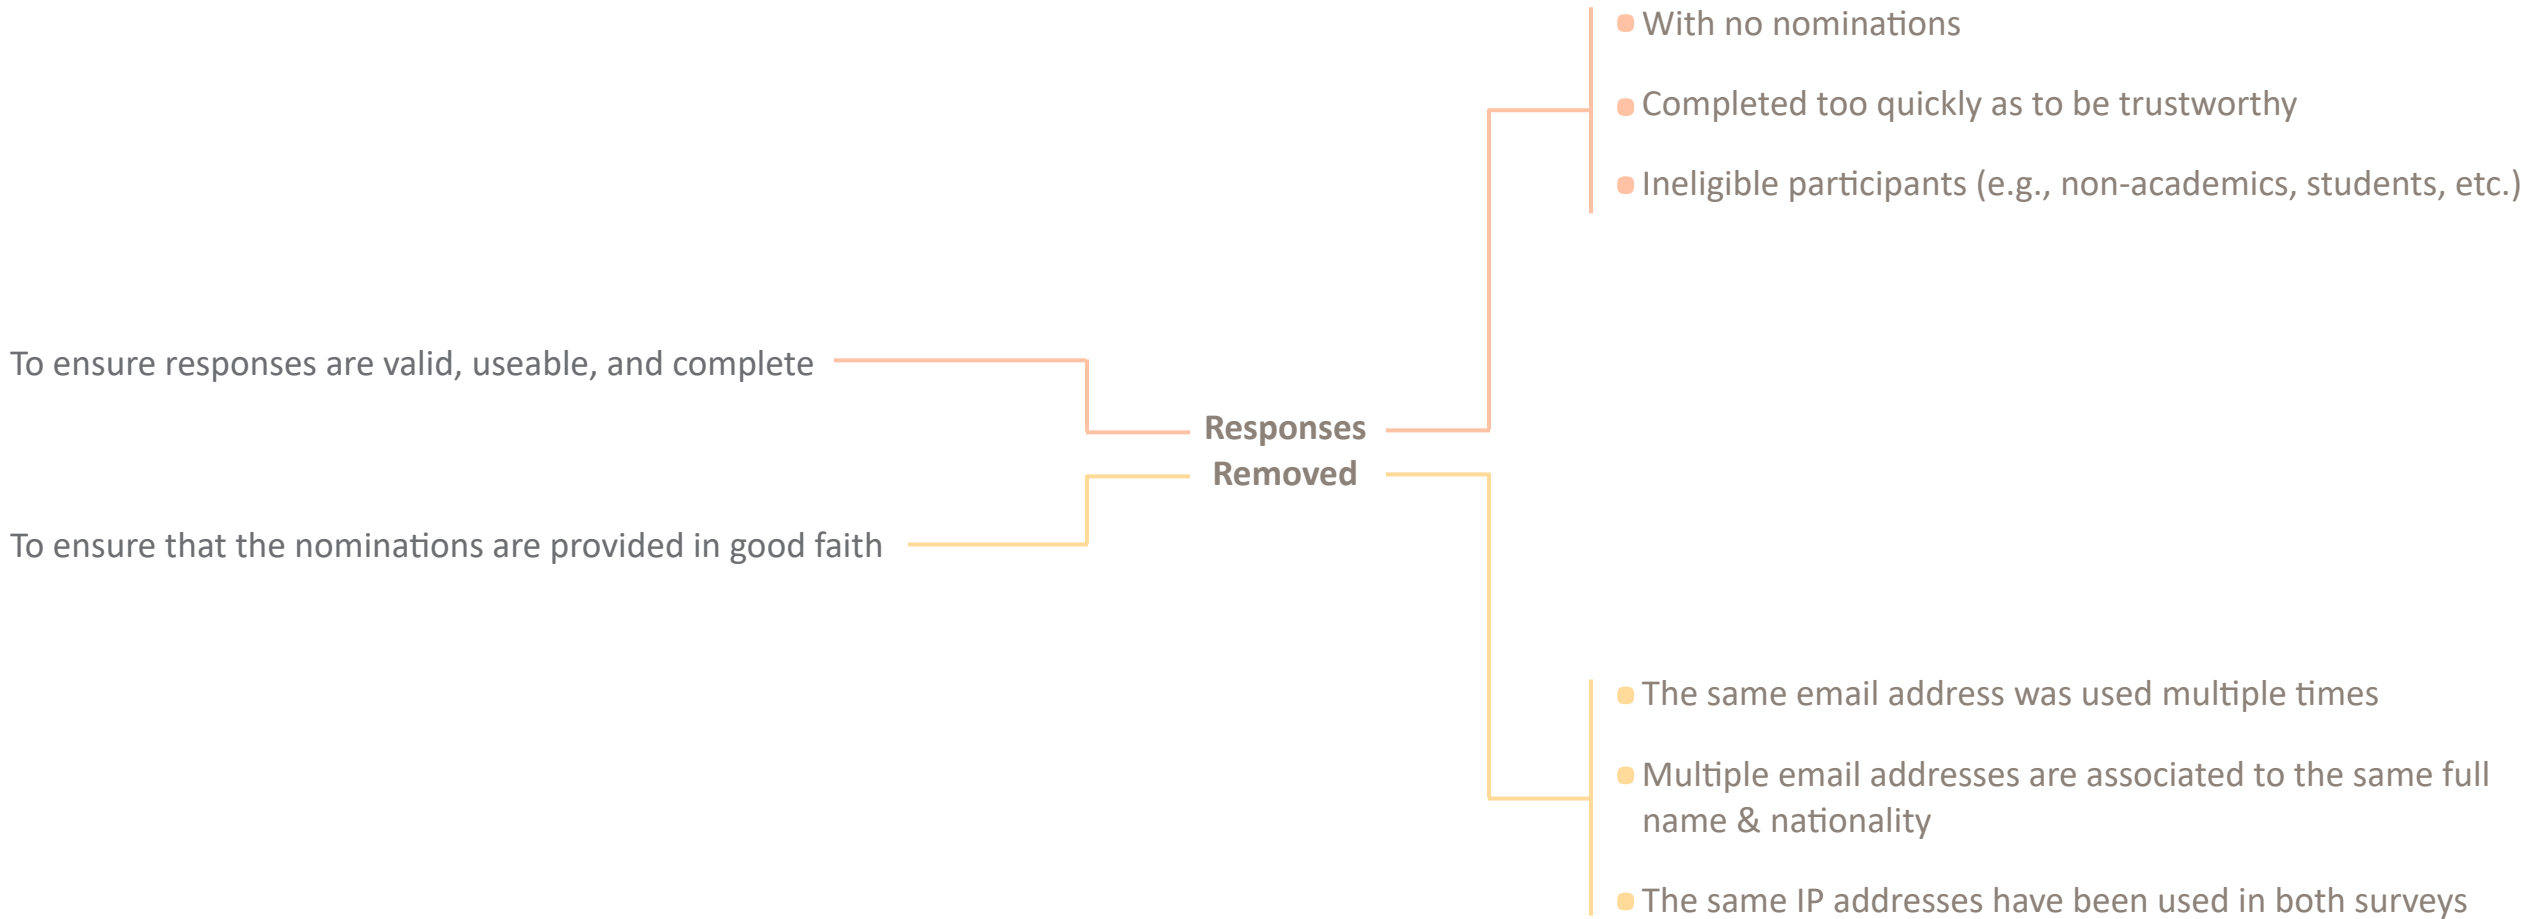 To ensure responses are valid, useable, and complete
To ensure that the nominations are provided in good faith
Responses
Removed
With no nominations
Completed too quickly as to be trustworthy
Ineligible participants (e.g., non-academics, students, etc.)
The same email address was used multiple times
Multiple email addresses are associated to the same full
name & nationality
The same IP addresses have been used in both surveys